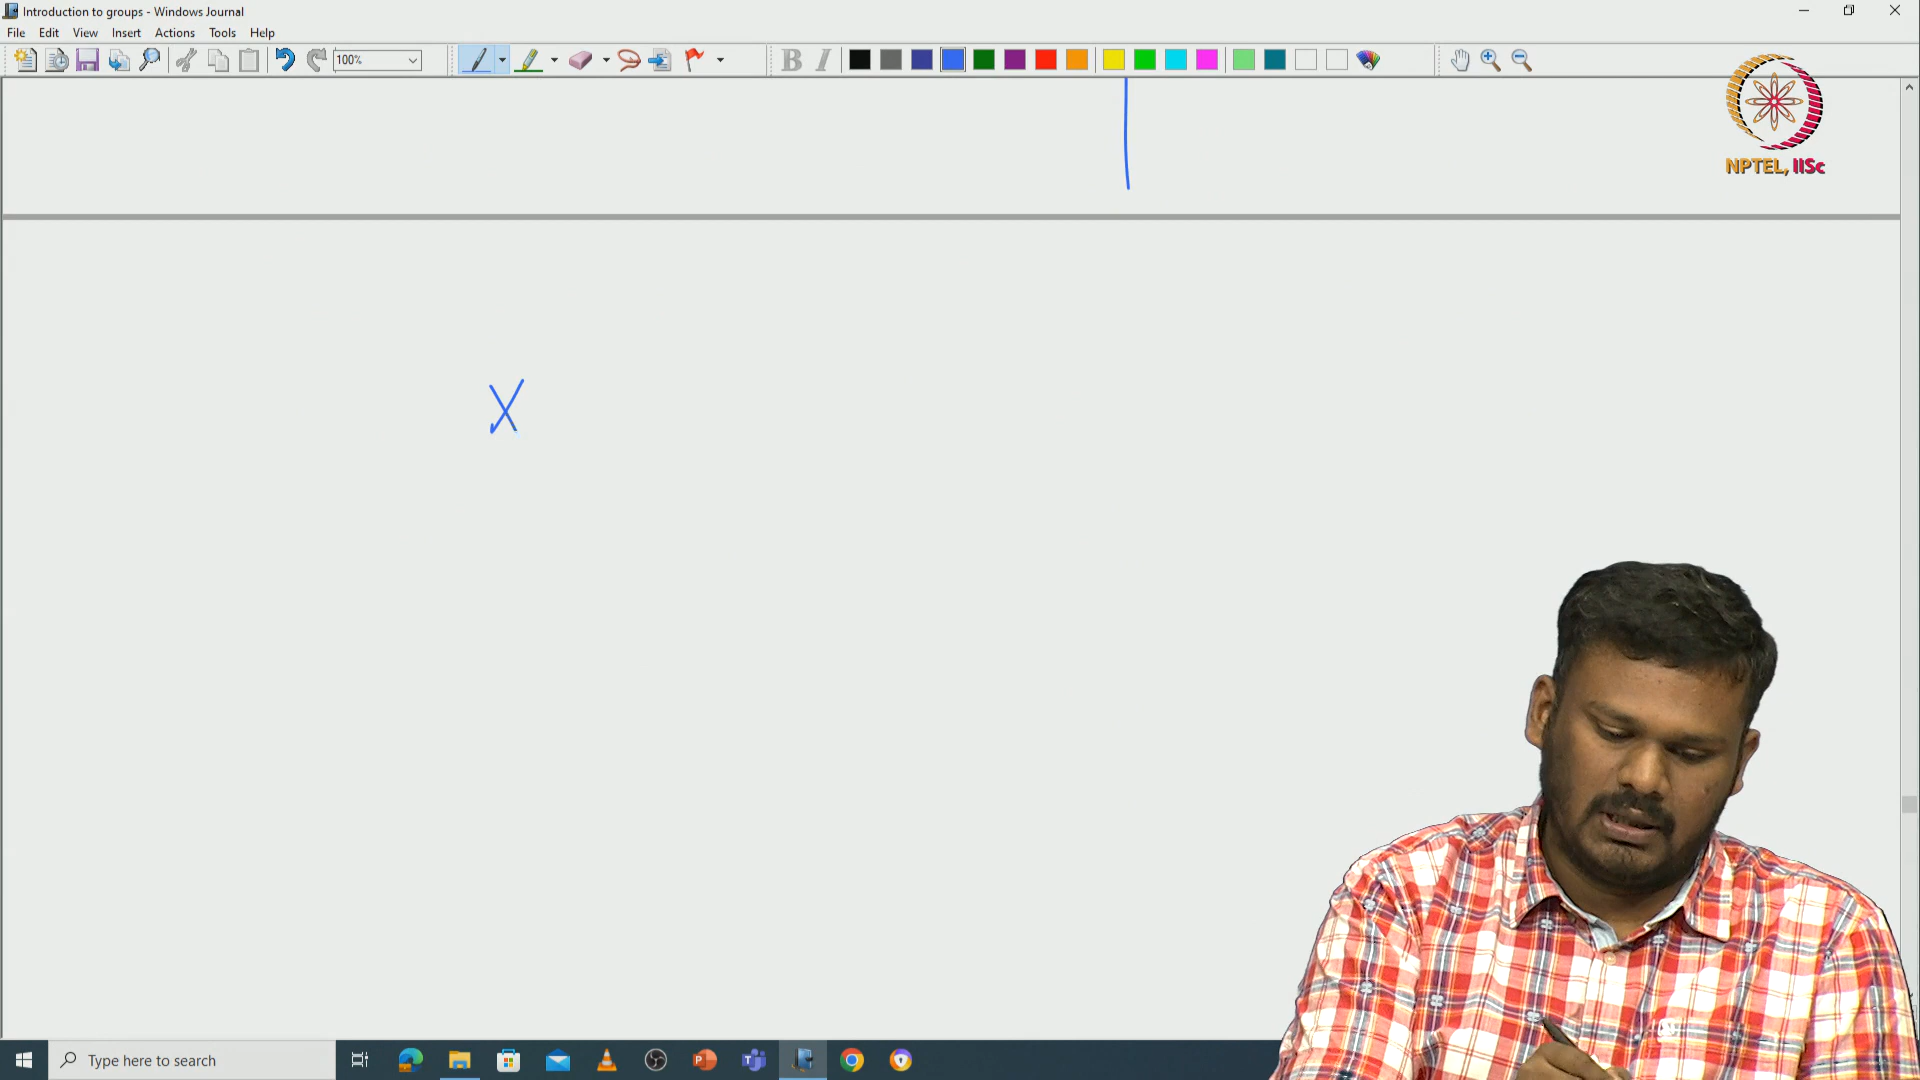 Introduction to groups - Windows Journal
File Edit View Insert Actions Tools Help
100%
B I
NPTEL, IISc
X
Type here to search